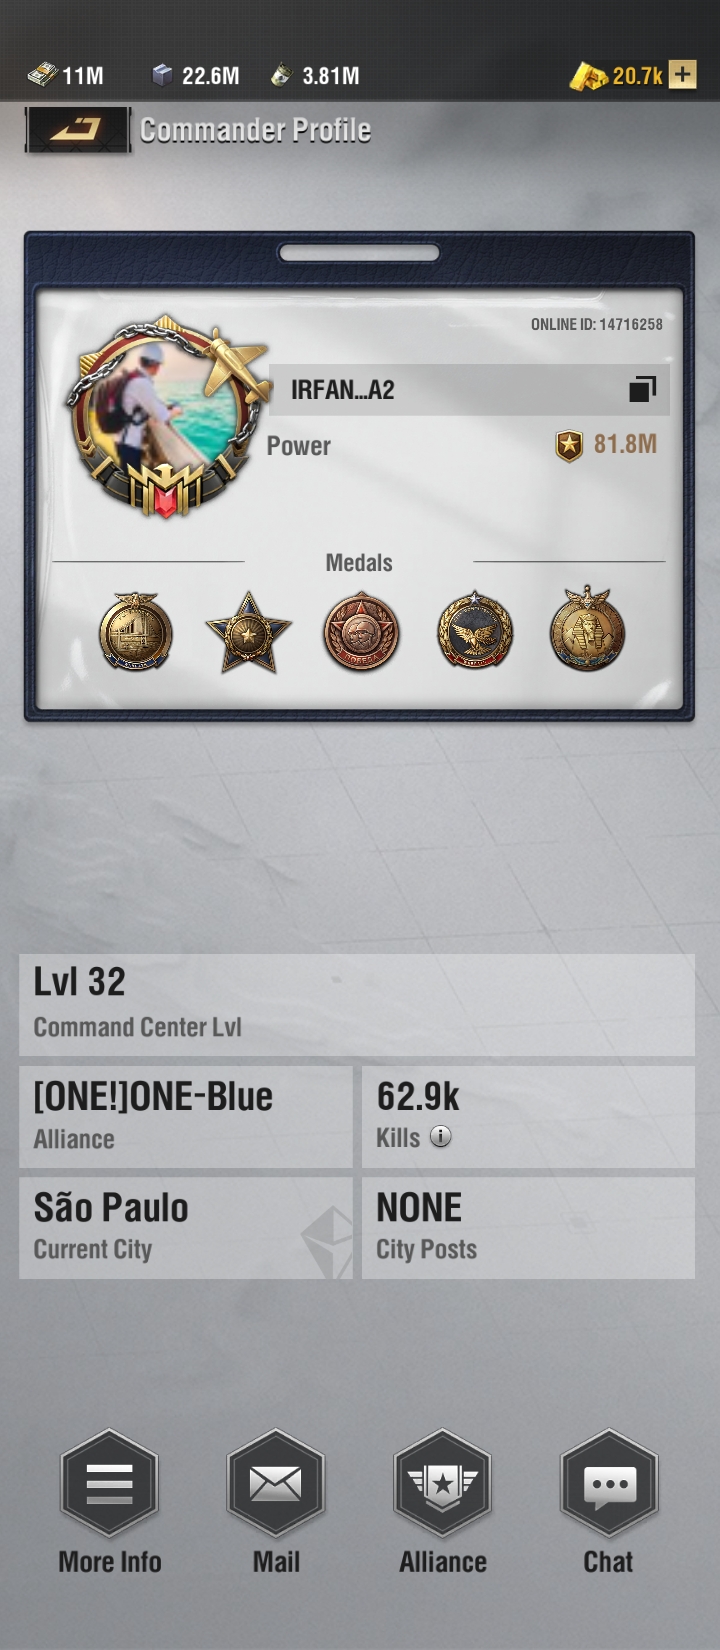 11M 22.6M 3.81M 20.7k +
Commander Profile
ONLINE ID: 14716258
IRFAN...A2
Power 81.8M
Medals
Lvl 32
Command Center Lvl
[ONE!]ONE-Blue
Alliance
62.9k
Kills
São Paulo
Current City
NONE
City Posts
More Info Mail Alliance Chat